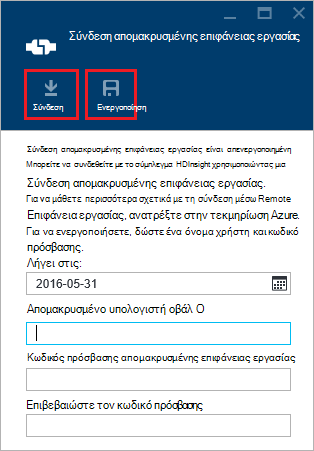 Σύνδεση απομακρυσμένης επιφάνειας εργασίας
Σύνδεση
Ενεργοποίηση
Σύνδεση απομακρυσμένης επιφάνειας εργασίας είναι απενεργοποιημένη
Μπορείτε να συνδεθείτε με το σύμπλεγμα HDInsight χρησιμοποιώντας μια
Σύνδεση απομακρυσμένης επιφάνειας εργασίας.
Για να μάθετε περισσότερα σχετικά με τη σύνδεση μέσω Remote
Επιφάνεια εργασίας, ανατρέξτε στην τεκμηρίωση Azure.
Για να ενεργοποιήσετε, δώστε ένα όνομα χρήστη και κωδικό
πρόσβασης.
Λήγει στις:
2016-05-31
Απομακρυσμένο υπολογιστή οβάλ Ο
Κωδικός πρόσβασης απομακρυσμένης επιφάνειας εργασίας
Επιβεβαιώστε τον κωδικό πρόσβασης